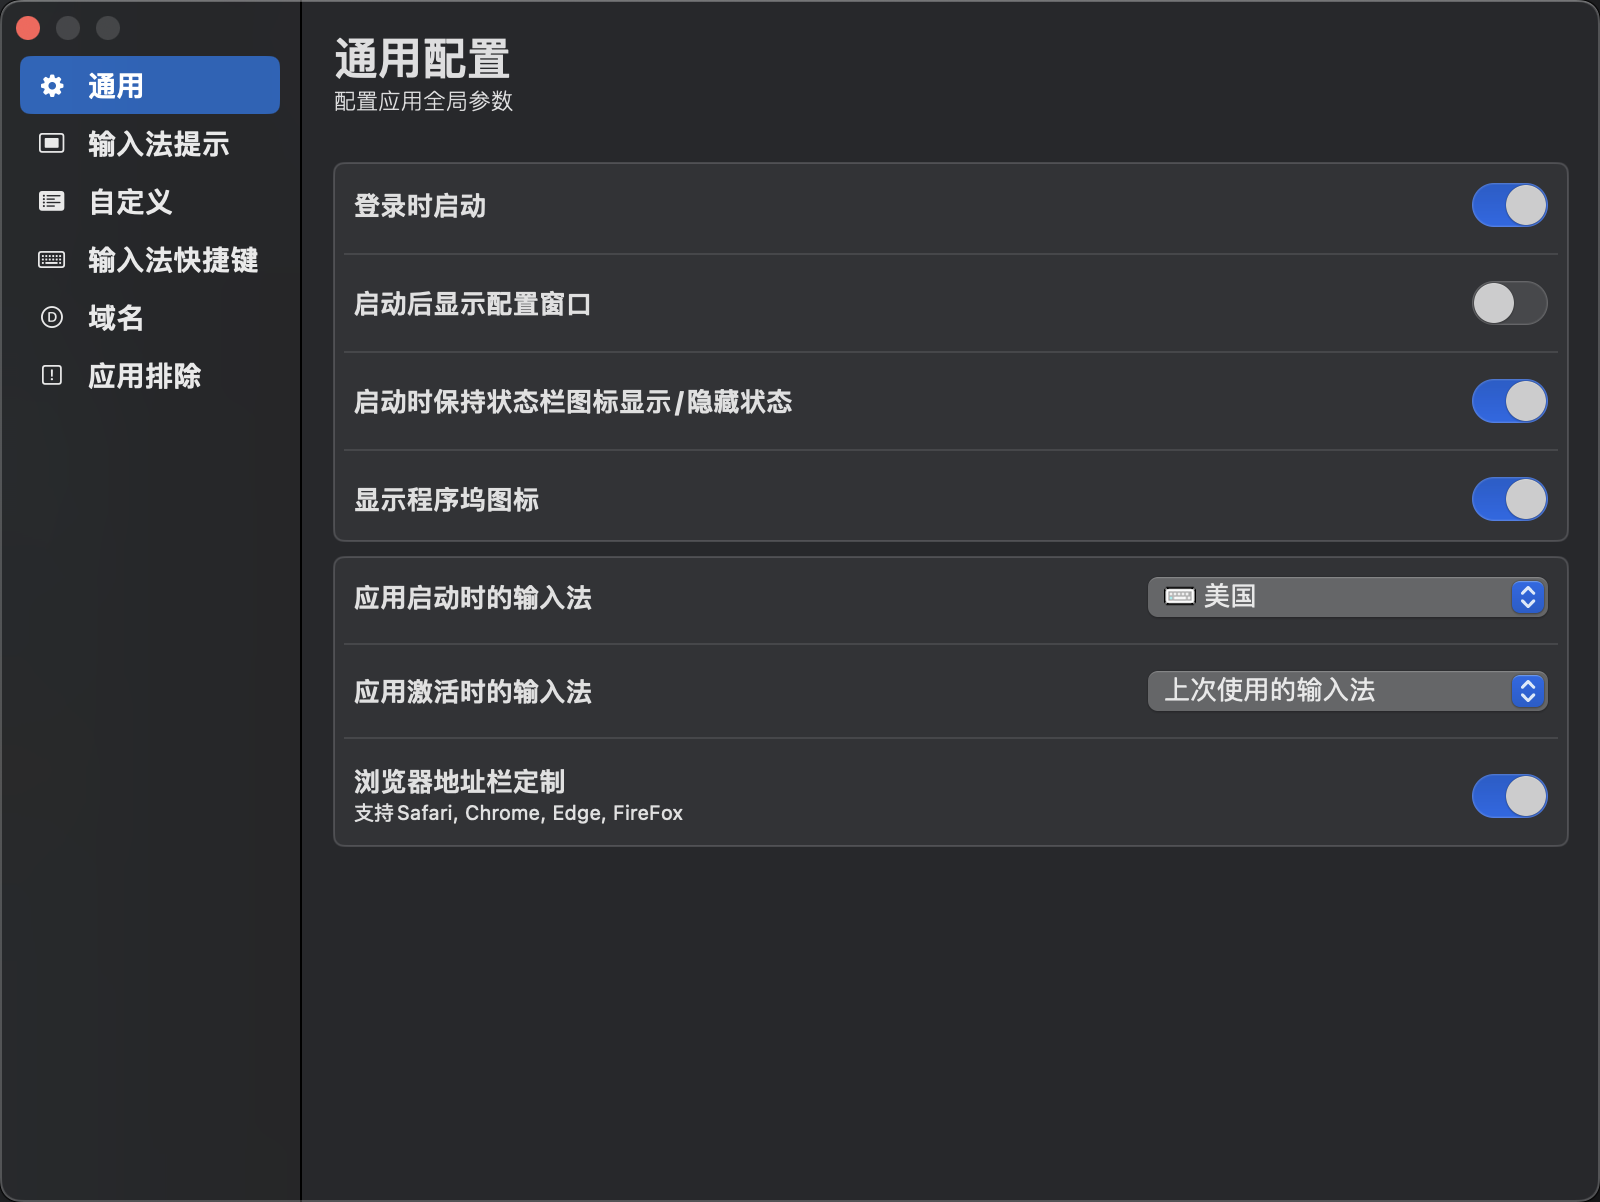 通用
输入法提示
自定义
输入法快捷键
域名
应用排除
通用配置
配置应用全局参数
登录时启动
启动后显示配置窗口
启动时保持状态栏图标显示/隐藏状态
显示程序坞图标
应用启动时的输入法
美国
应用激活时的输入法
上次使用的输入法
浏览器地址栏定制
支持Safari, Chrome, Edge, FireFox